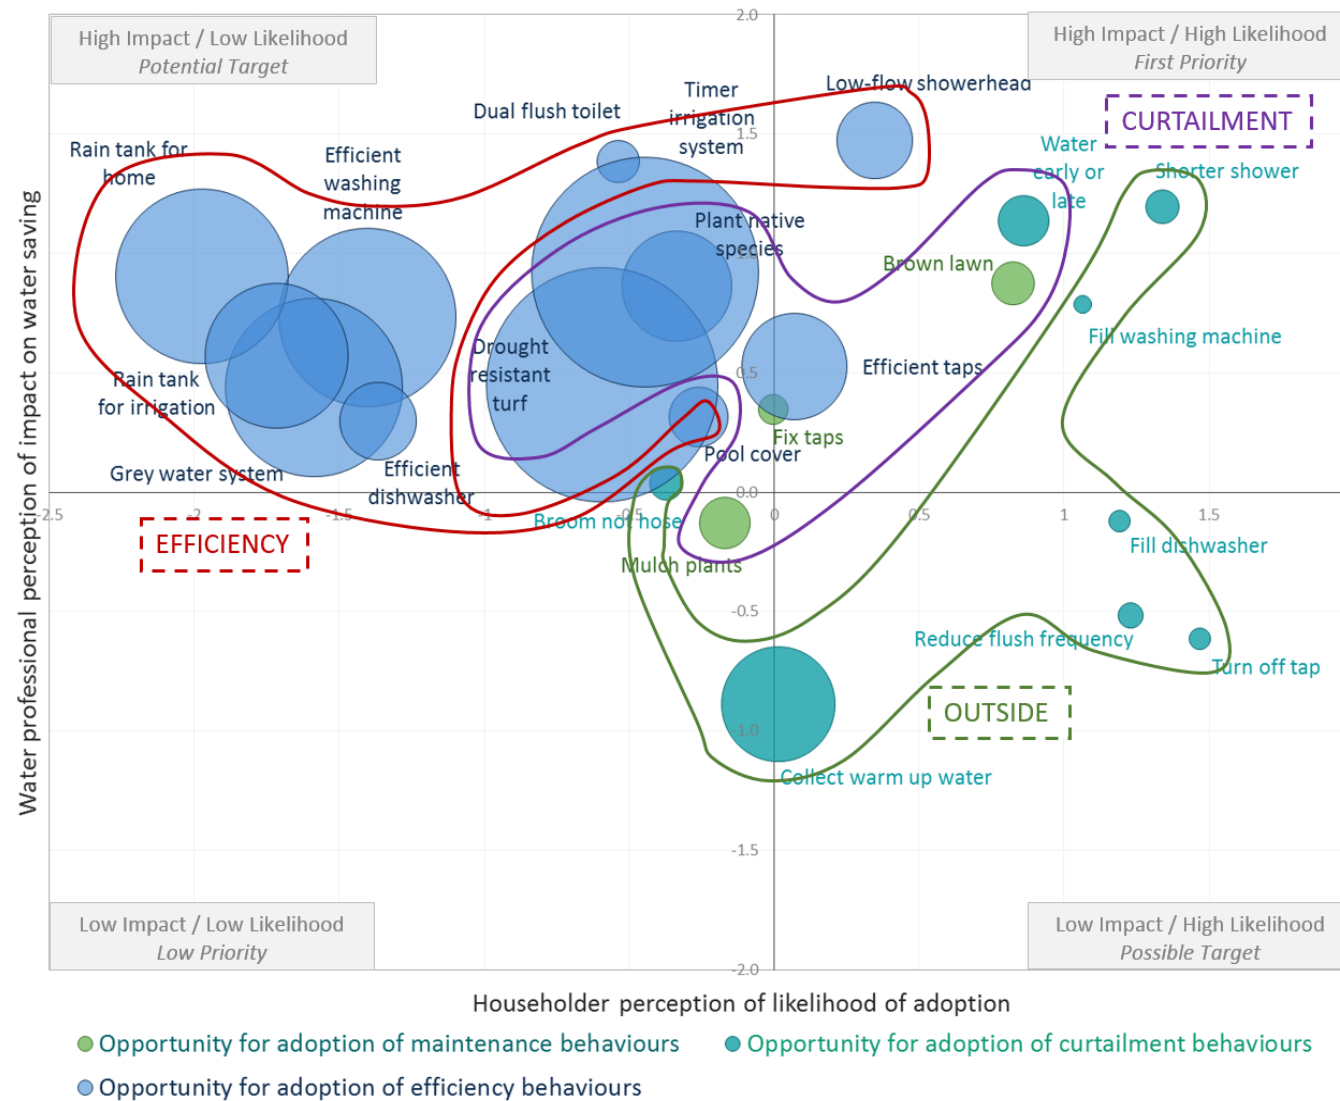 2.0
High Impact / Low Likelihood
Potential Target
High Impact / High Likelihood
First Priority
Low-flow showerhead
Timer
irrigation
system
Dual flush toilet
CURTAILMENT
1.5
Rain tank for
home
Efficient
washing
machine
Water
early or
late
Shorter shower
Plant native
species
1.0
Brown lawn
Fill washing machine
Drought
resistant
turf
Efficient taps
0.5
Rain tank
for irrigation
Fix taps
Pool cover
Grey water system
Efficient
dishwasher
0.0
-2.5
-2
-1.5
-1
-0.5
0
0.5
1
1.5
Broom not hose
EFFICIENCY
Fill dishwasher
Mulch plants
-0.5
Reduce flush frequency
Turn off tap
OUTSIDE
-1.0
Collect warm up water
-1.5
Low Impact / Low Likelihood
Low Priority
Low Impact / High Likelihood
Possible Target
-2.0
Water professional perception of impact on water saving
Householder perception of likelihood of adoption
Opportunity for adoption of maintenance behaviours
Opportunity for adoption of curtailment behaviours
Opportunity for adoption of efficiency behaviours